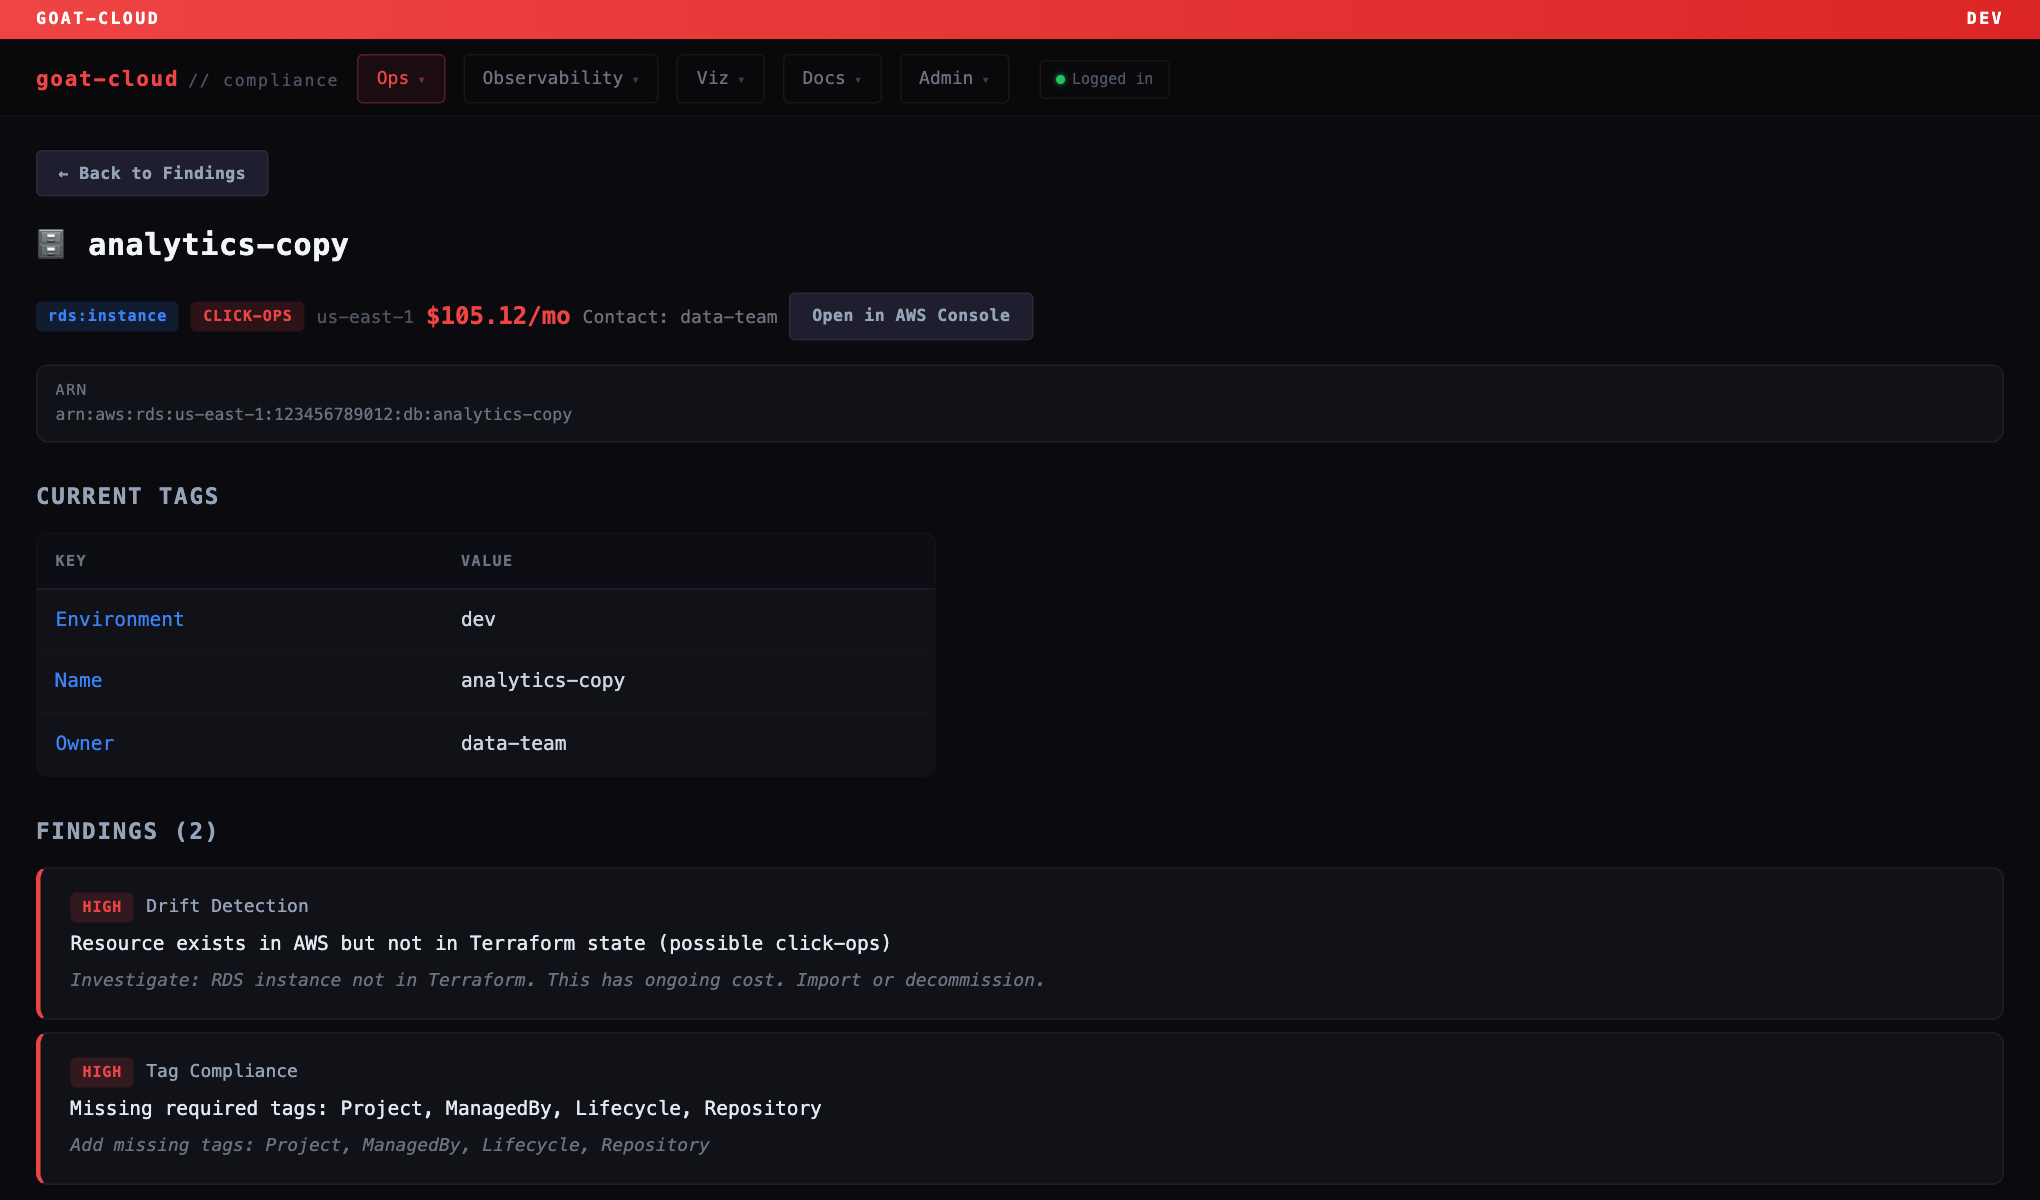 GOAT-CLOUD DEV
goat-cloud // compliance Ops ▾ Observability ▾ Viz ▾ Docs ▾ Admin ▾ Logged in
← Back to Findings
analytics-copy
rds:instance CLICK-OPS us-east-1 $105.12/mo Contact: data-team Open in AWS Console
ARN
arn:aws:rds:us-east-1:123456789012:db:analytics-copy
CURRENT TAGS
KEY VALUE
Environment dev
Name analytics-copy
Owner data-team
FINDINGS (2)
HIGH Drift Detection
Resource exists in AWS but not in Terraform state (possible click-ops)
Investigate: RDS instance not in Terraform. This has ongoing cost. Import or decommission.
HIGH Tag Compliance
Missing required tags: Project, ManagedBy, Lifecycle, Repository
Add missing tags: Project, ManagedBy, Lifecycle, Repository